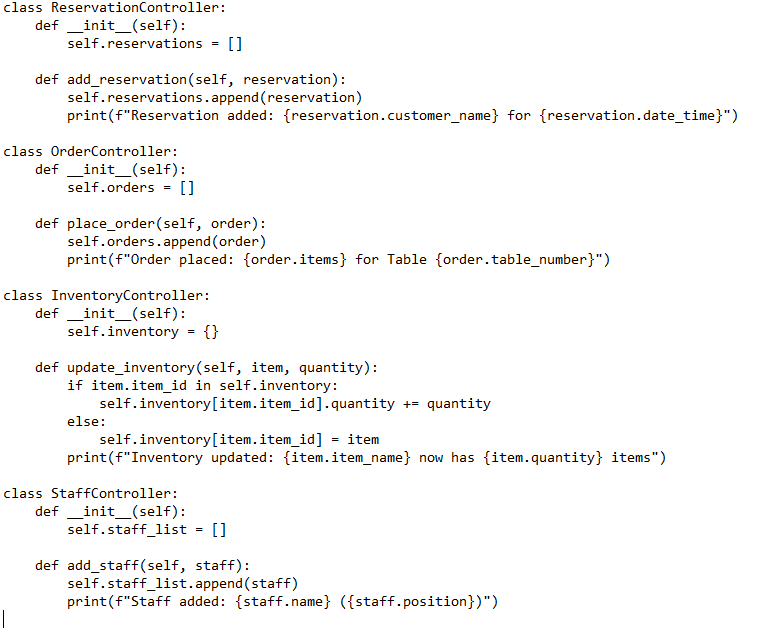 class ReservationController:
    def __init__(self):
        self.reservations = []

    def add_reservation(self, reservation):
        self.reservations.append(reservation)
        print(f"Reservation added: {reservation.customer_name} for {reservation.date_time}")

class OrderController:
    def __init__(self):
        self.orders = []

    def place_order(self, order):
        self.orders.append(order)
        print(f"Order placed: {order.items} for Table {order.table_number}")

class InventoryController:
    def __init__(self):
        self.inventory = {}

    def update_inventory(self, item, quantity):
        if item.item_id in self.inventory:
            self.inventory[item.item_id].quantity += quantity
        else:
            self.inventory[item.item_id] = item
        print(f"Inventory updated: {item.item_name} now has {item.quantity} items")

class StaffController:
    def __init__(self):
        self.staff_list = []

    def add_staff(self, staff):
        self.staff_list.append(staff)
        print(f"Staff added: {staff.name} ({staff.position})")